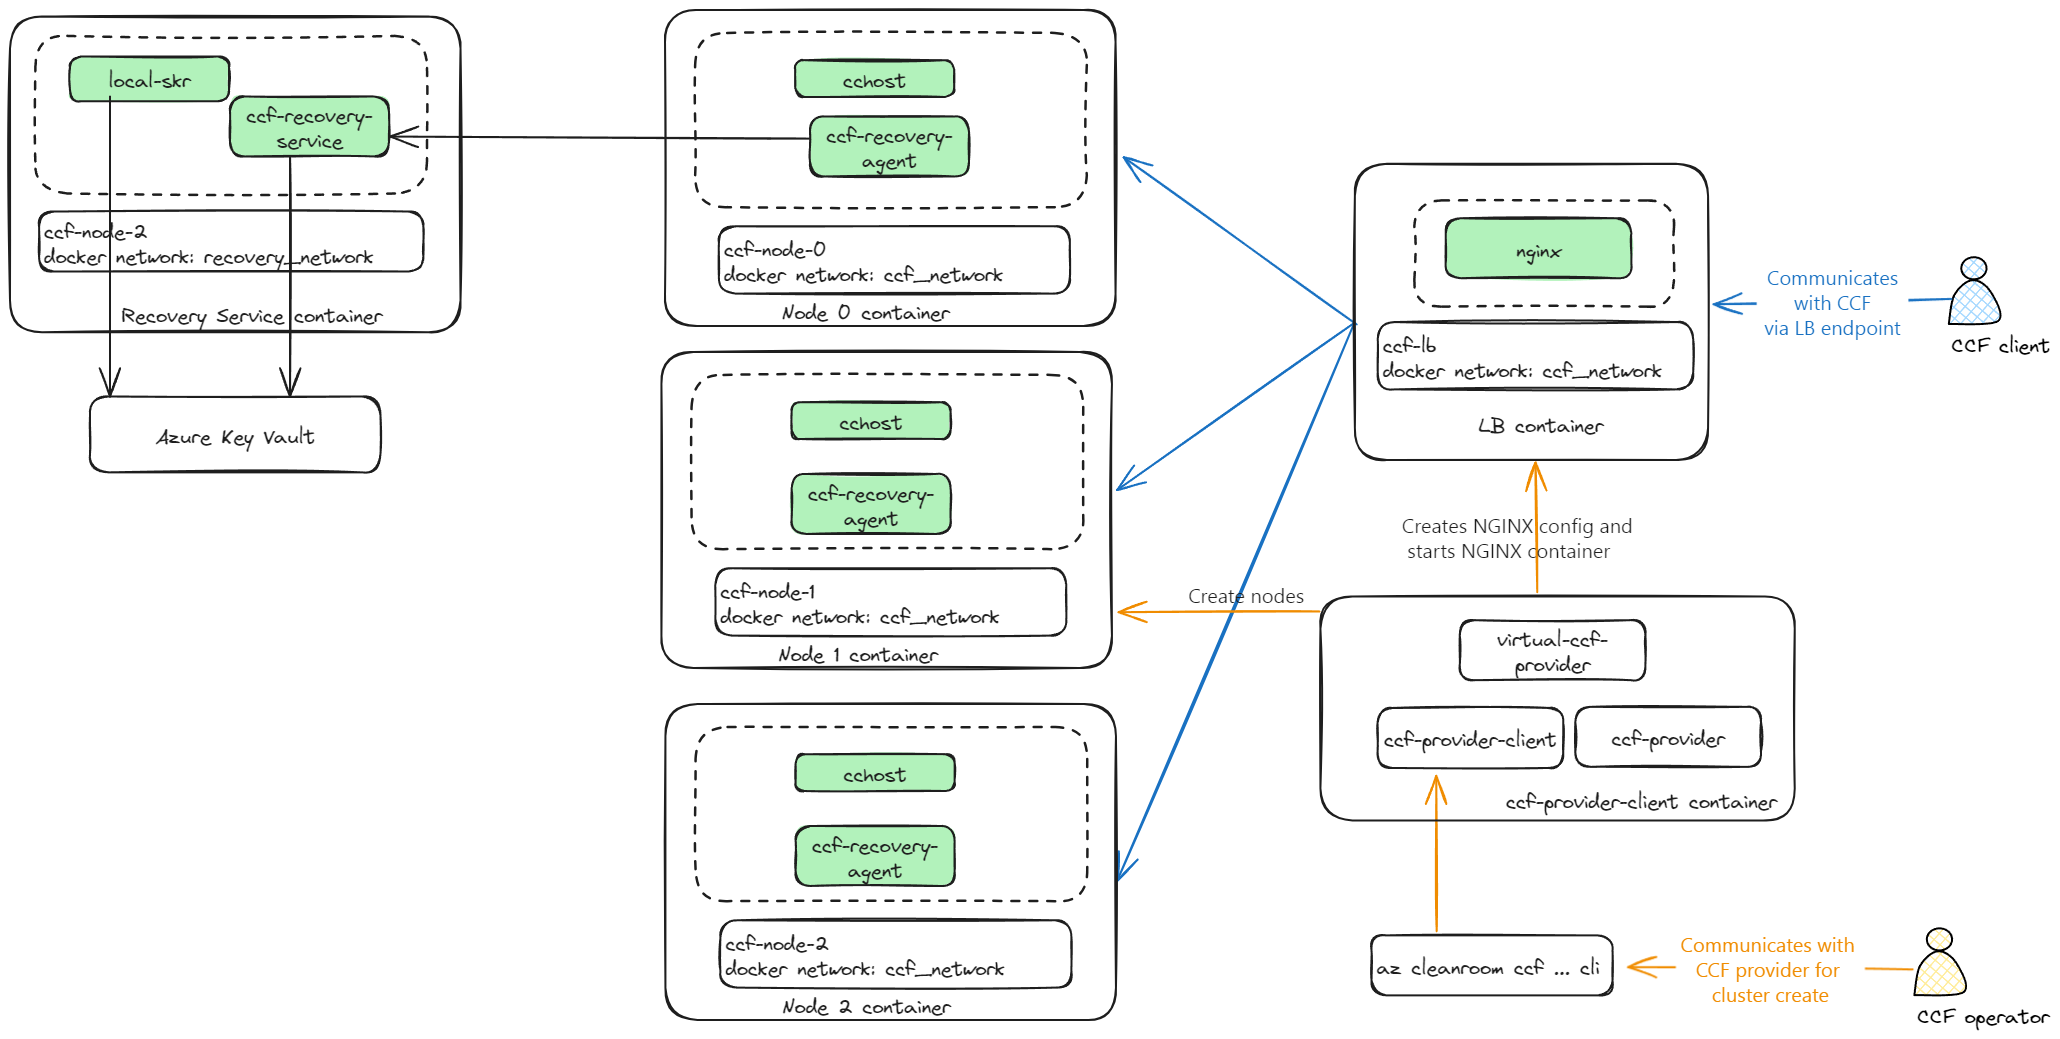 local-skr
ccf-recovery-
service
ccf-node-2
docker network: recovery_network
Recovery Service container
Azure Key Vault
cchost
ccf-recovery-
agent
ccf-node-0
docker network: ccf_network
Node 0 container
cchost
ccf-recovery-
agent
ccf-node-1
docker network: ccf_network
Node 1 container
cchost
ccf-recovery-
agent
ccf-node-2
docker network: ccf_network
Node 2 container
nginx
ccf-lb
docker network: ccf_network
LB container
Communicates
with CCF
via LB endpoint
CCF client
Creates NGINX config and
starts NGINX container
Create nodes
virtual-ccf-
provider
ccf-provider-client
ccf-provider
ccf-provider-client container
az cleanroom ccf ... cli
Communicates with
CCF provider for
cluster create
CCF operator